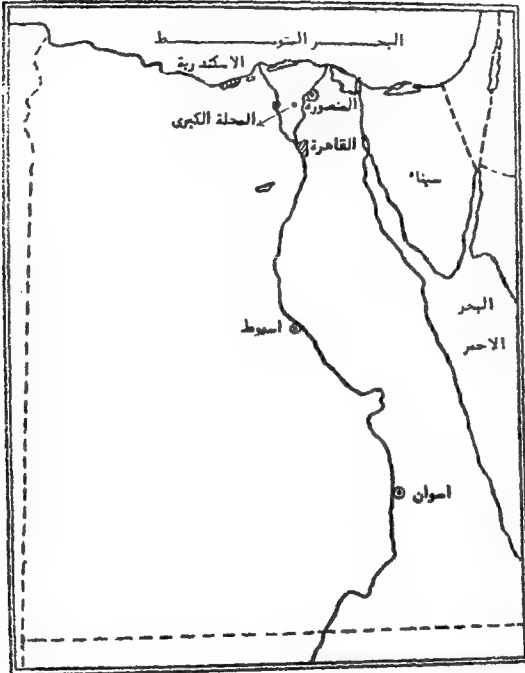 البحر المتوسط
الاسكندرية
المنصورة
المحلة الكبرى
القاهرة
سيناء
البحر
الاحمر
اسيوط
اسوان